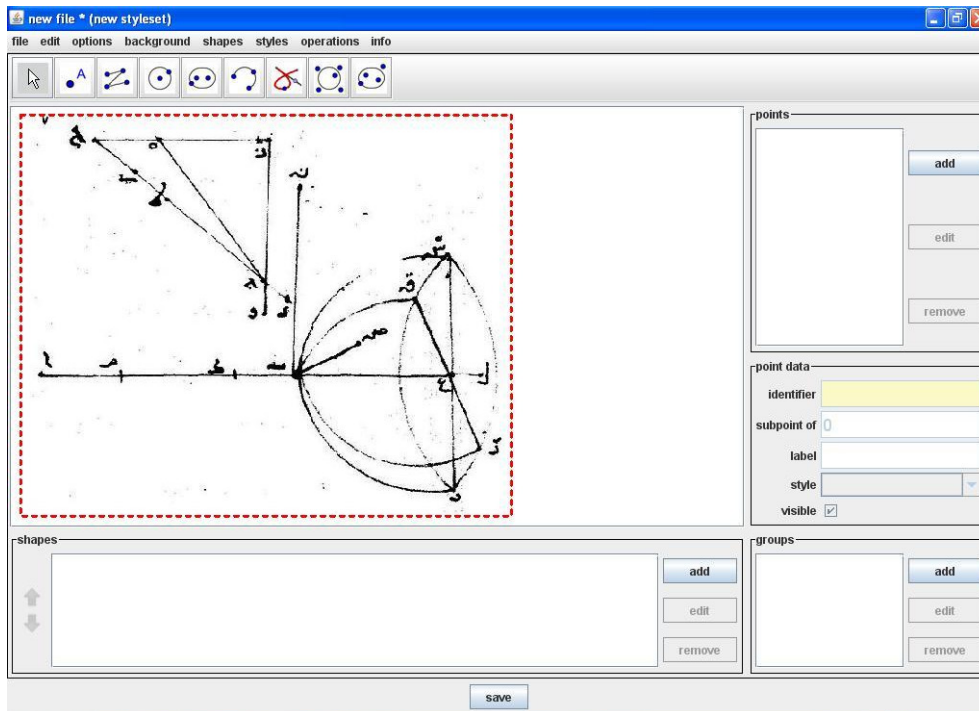 new file * (new styleset)
file edit options background shapes styles operations info
A
points
add
edit
remove
point data
identifier
subpoint of 0
label
style
visible
shapes
add
edit
remove
groups
add
edit
remove
save